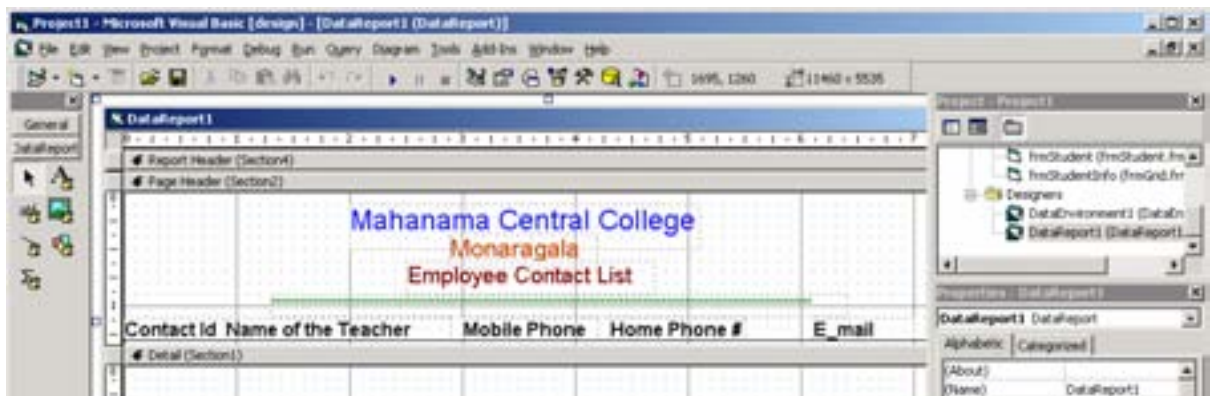 Project1 - Microsoft Visual Basic [design] - [DataReport1 (DataReport)]
File Edit View Project Format Debug Run Query Diagram Tools Add-Ins Window Help
1695, 1260 11460 x 5535
General
DataReport
DataReport1
Report Header (Section4)
Page Header (Section2)
Mahanama Central College
Monaragala
Employee Contact List
Contact Id Name of the Teacher Mobile Phone Home Phone # E_mail
Detail (Section1)
Project - Project1
frmStudent (frmStudent.frm
frmStudentInfo (frmGrid.frr
Designers
DataEnvironment1 (DataEn
DataReport1 (DataReport1
Properties - DataReport1
DataReport1 DataReport
Alphabetic Categorized
(About)
(Name) DataReport1